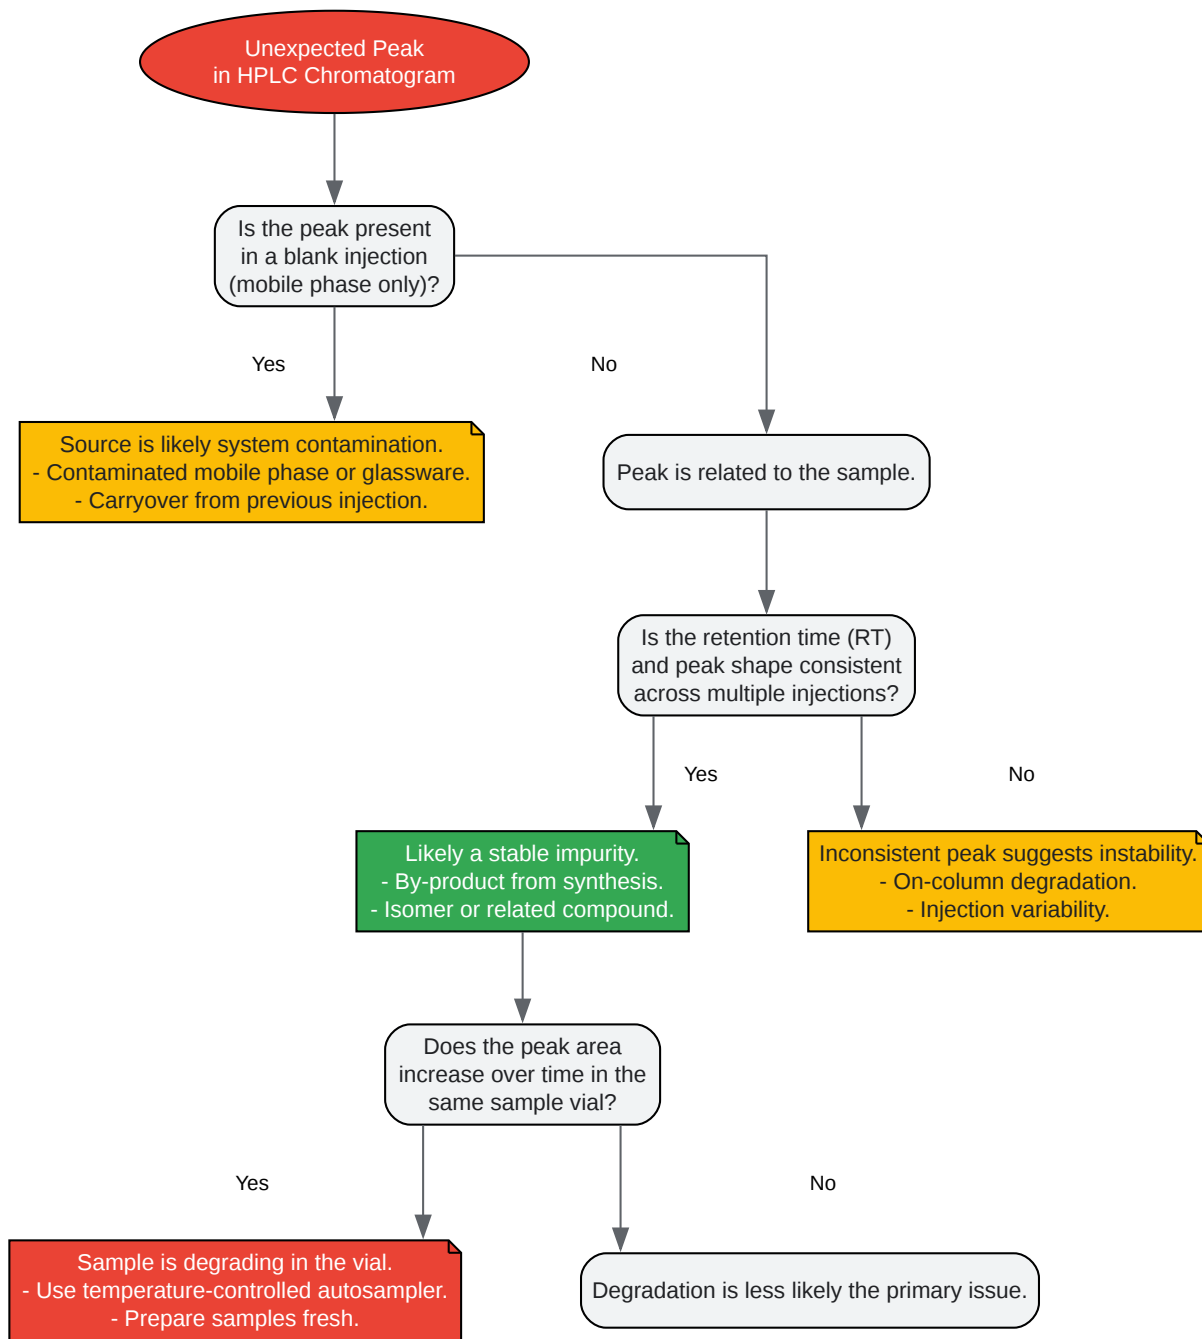 Unexpected Peak
in HPLC Chromatogram
Is the peak present
in a blank injection
(mobile phase only)?
Yes
No
Source is likely system contamination.
- Contaminated mobile phase or glassware.
- Carryover from previous injection.
Peak is related to the sample.
Is the retention time (RT)
and peak shape consistent
across multiple injections?
Yes
No
Likely a stable impurity.
- By-product from synthesis.
- Isomer or related compound.
Inconsistent peak suggests instability.
- On-column degradation.
- Injection variability.
Does the peak area
increase over time in the
same sample vial?
Yes
No
Sample is degrading in the vial.
- Use temperature-controlled autosampler.
- Prepare samples fresh.
Degradation is less likely the primary issue.